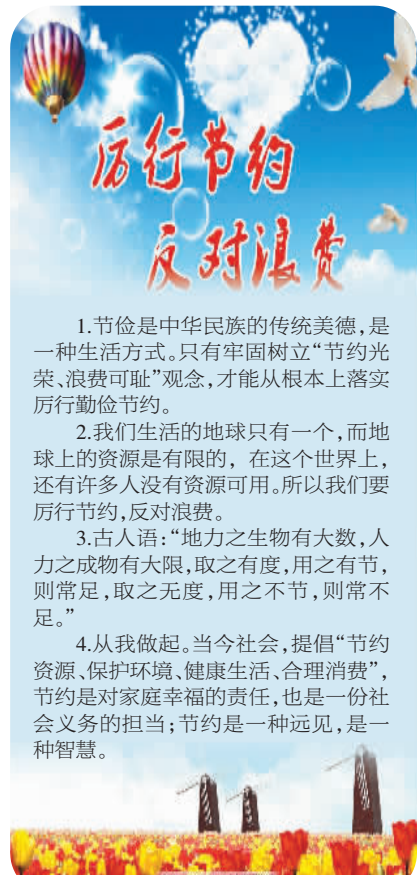 厉行节约
反对浪费
1.节俭是中华民族的传统美德,是
一种生活方式。只有牢固树立“节约光
荣、浪费可耻”观念,才能从根本上落实
厉行勤俭节约。
2.我们生活的地球只有一个,而地
球上的资源是有限的，在这个世界上,
还有许多人没有资源可用。所以我们要
厉行节约,反对浪费。
3.古人语:“地力之生物有大数,人
力之成物有大限,取之有度,用之有节,
则常足,取之无度,用之不节,则常不
足。”
4.从我做起。当今社会,提倡“节约
资源、保护环境、健康生活、合理消费”,
节约是对家庭幸福的责任,也是一份社
会义务的担当;节约是一种远见,是一
种智慧。